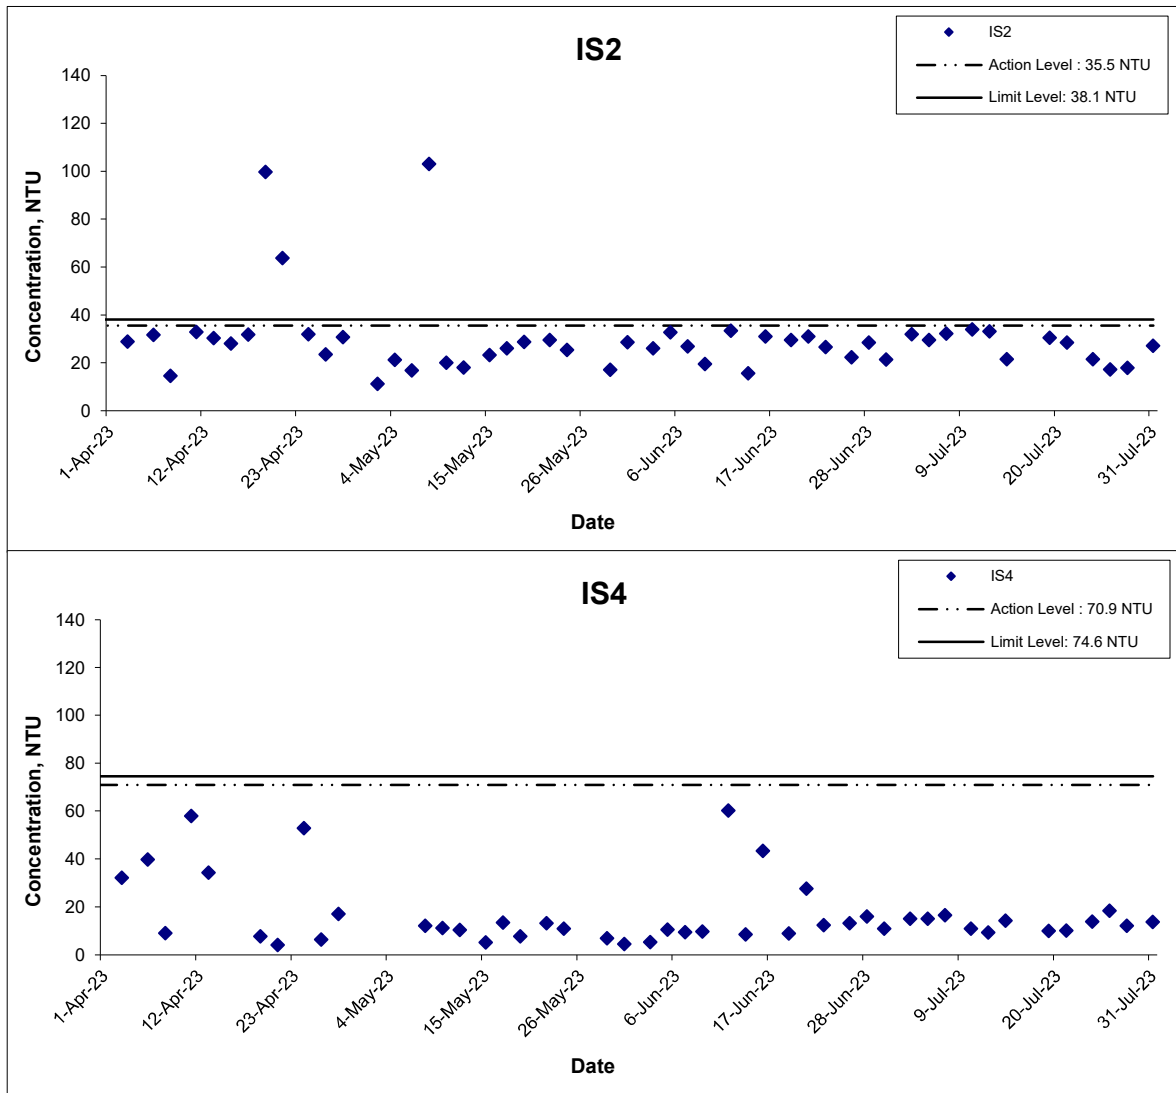 IS2
IS2
Action Level : 35.5 NTU
Limit Level: 38.1 NTU
Concentration, NTU
140
120
100
80
60
40
20
0
1-Apr-23
12-Apr-23
23-Apr-23
4-May-23
15-May-23
26-May-23
6-Jun-23
17-Jun-23
28-Jun-23
9-Jul-23
20-Jul-23
31-Jul-23
Date
IS4
IS4
Action Level : 70.9 NTU
Limit Level: 74.6 NTU
Concentration, NTU
140
120
100
80
60
40
20
0
1-Apr-23
12-Apr-23
23-Apr-23
4-May-23
15-May-23
26-May-23
6-Jun-23
17-Jun-23
28-Jun-23
9-Jul-23
20-Jul-23
31-Jul-23
Date